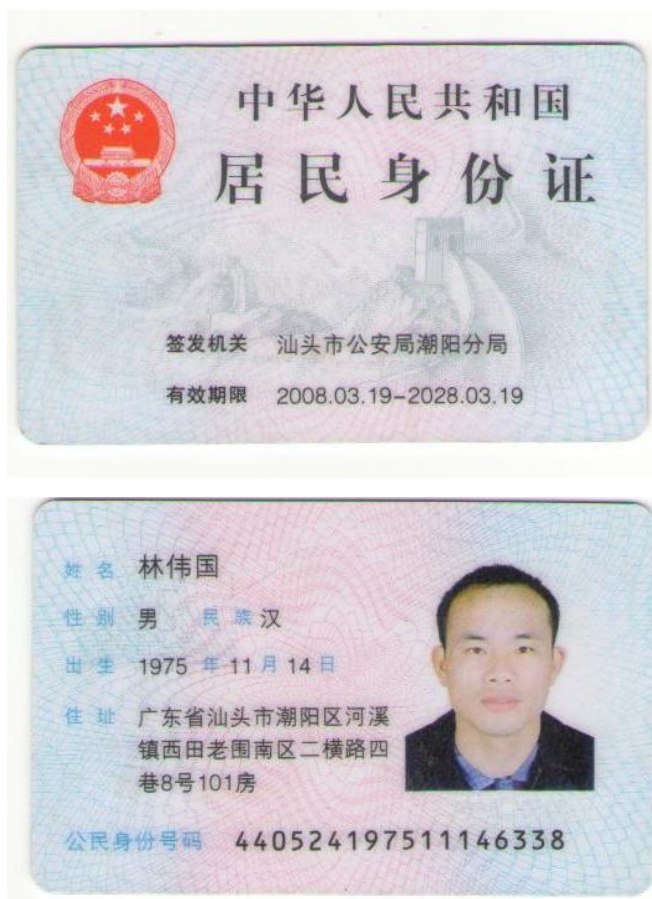 中华人民共和国
居民身份证
签发机关 汕头市公安局潮阳分局
有效期限 2008.03.19-2028.03.19
姓名 林伟国
性别 男 民族 汉
出生 1975 年 11 月 14 日
住址 广东省汕头市潮阳区河溪
镇西田老围南区二横路四
巷8号101房
公民身份号码 440524197511146338